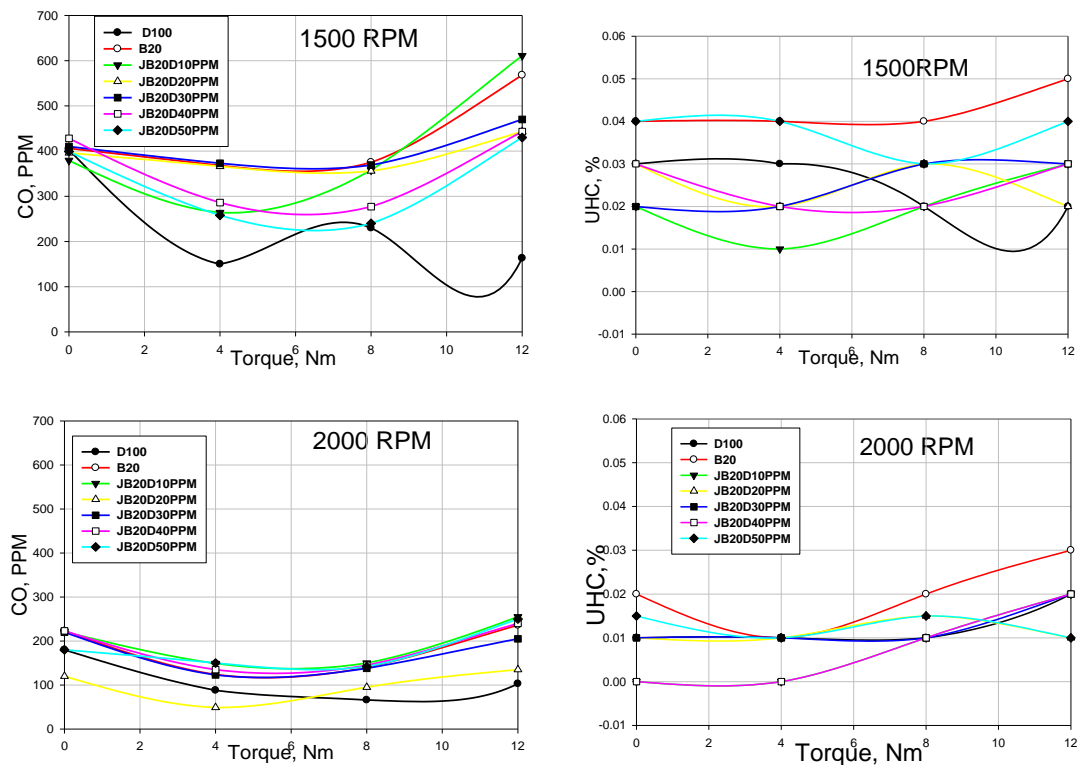 700
600
500
400
300
200
100
0
CO, PPM
D100
B20
JB20D10PPM
JB20D20PPM
JB20D30PPM
JB20D40PPM
JB20D50PPM
1500 RPM
0 2 4 6 8 10 12
Torque, Nm
0.06
0.05
0.04
0.03
0.02
0.01
0.00
-0.01
UHC, %
1500RPM
0 2 4 6 8 10 12
Torque, Nm
700
600
500
400
300
200
100
0
CO, PPM
D100
B20
JB20D10PPM
JB20D20PPM
JB20D30PPM
JB20D40PPM
JB20D50PPM
2000 RPM
0 2 4 6 8 10 12
Torque, Nm
0.06
0.05
0.04
0.03
0.02
0.01
0.00
-0.01
UHC,%
D100
B20
JB20D10PPM
JB20D20PPM
JB20D30PPM
JB20D40PPM
JB20D50PPM
2000 RPM
0 2 4 6 8 10 12
Torque, Nm